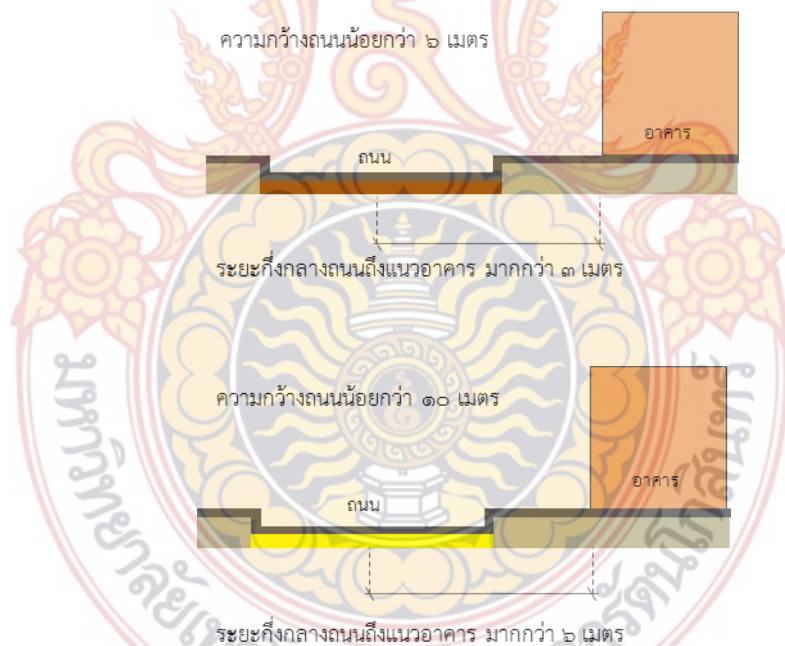 ความกว้างถนนน้อยกว่า ๖ เมตร
อาคาร
ถนน
ระยะกึ่งกลางถนนถึงแนวอาคาร มากกว่า ๓ เมตร
ความกว้างถนนน้อยกว่า ๑๐ เมตร
อาคาร
ถนน
ระยะกึ่งกลางถนนถึงแนวอาคาร มากกว่า ๖ เมตร